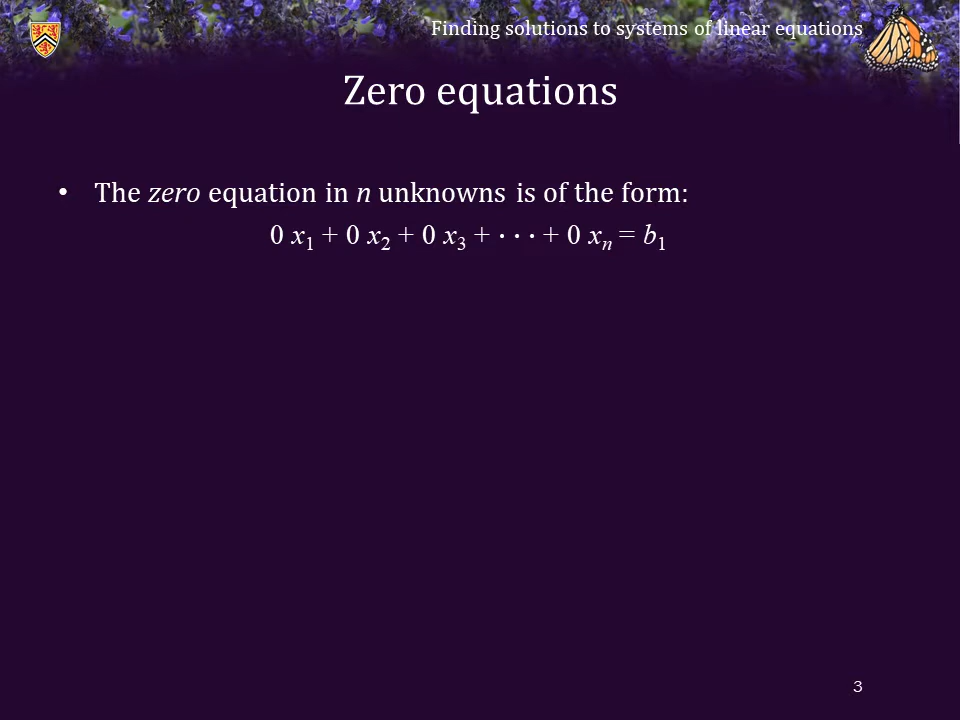 Finding solutions to systems of linear equations
Zero equations
• The zero equation in n unknowns is of the form:
0 x₁ + 0 x₂ + 0 x₃ + · · · + 0 xₙ = b₁
3